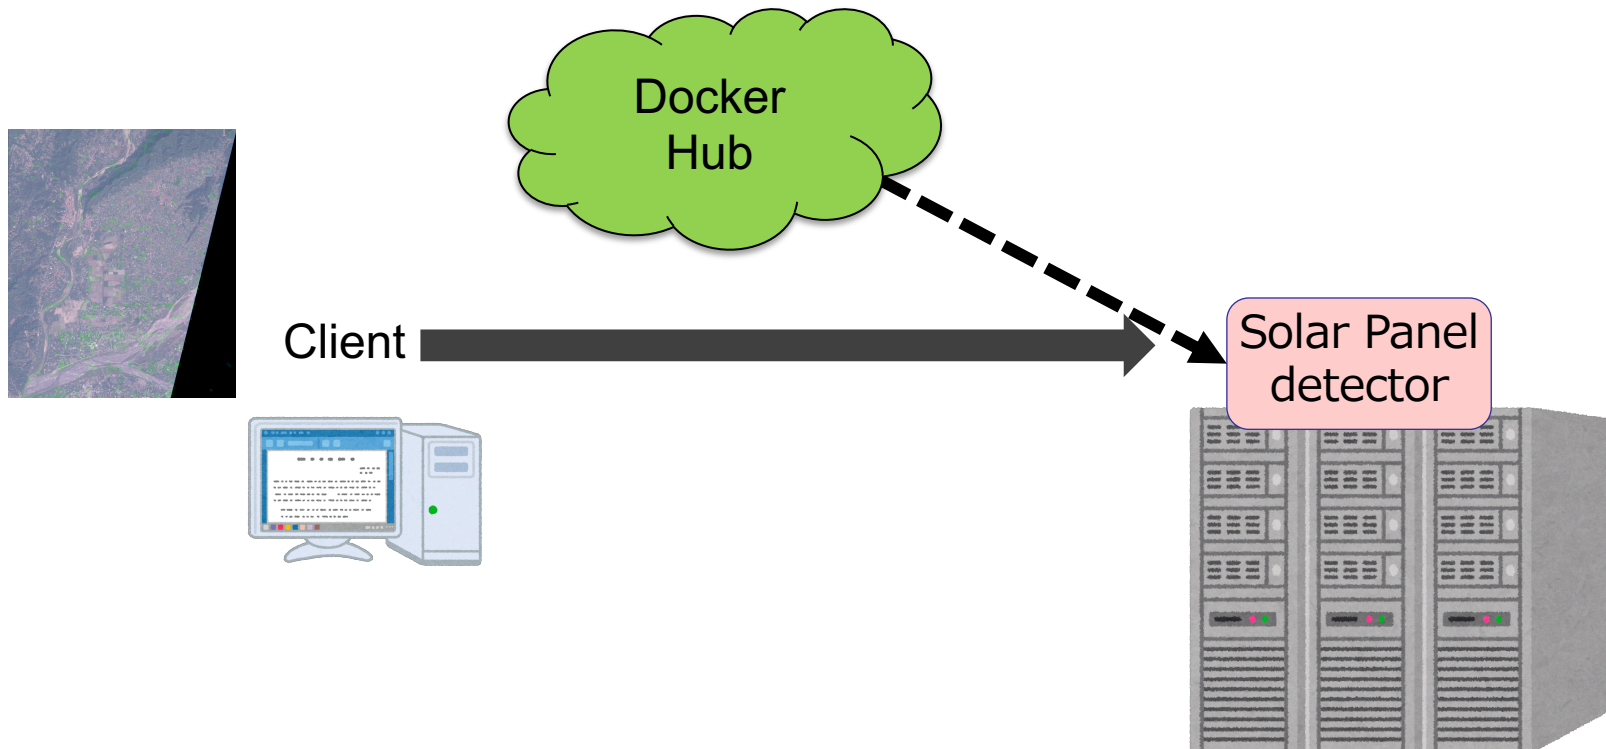 Docker
Hub
Client
Solar Panel
detector